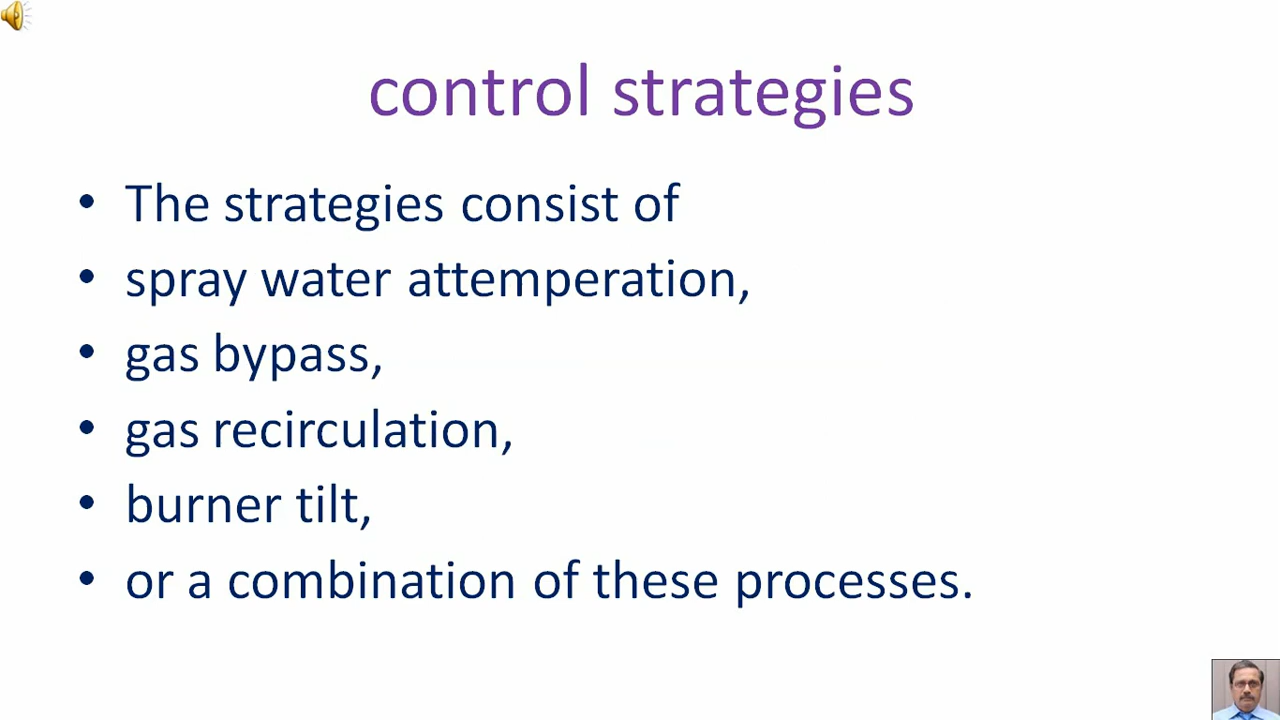 control strategies
• The strategies consist of
• spray water attemperation,
• gas bypass,
• gas recirculation,
• burner tilt,
• or a combination of these processes.